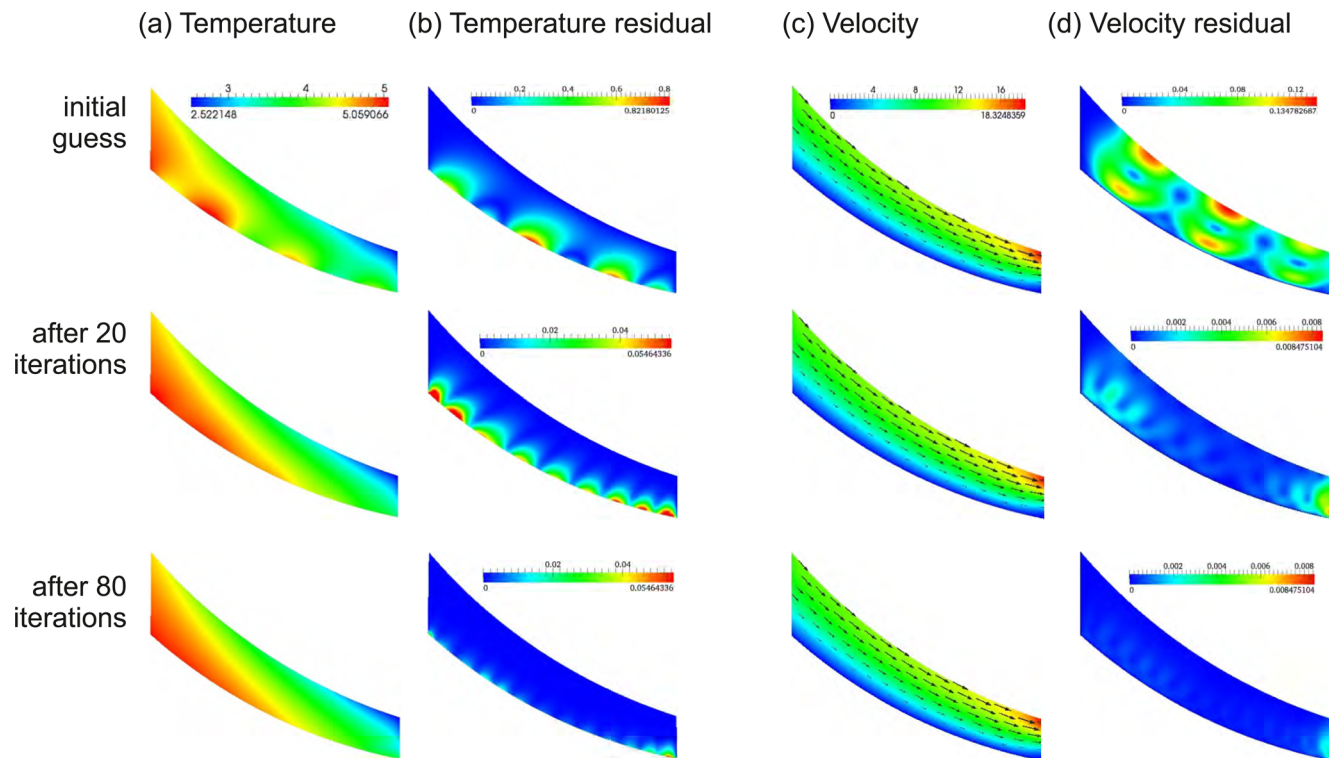 (a) Temperature
(b) Temperature residual
(c) Velocity
(d) Velocity residual
initial
guess
3 4 5
2.522148 5.059066
0.2 0.4 0.6 0.8
0 0.82180125
4 8 12 16
0 18.3248359
0.04 0.08 0.12
0 0.134782687
after 20
iterations
0.02 0.04
0 0.05464336
0.002 0.004 0.006 0.008
0 0.008475104
after 80
iterations
0.02 0.04
0 0.05464336
0.002 0.004 0.006 0.008
0 0.008475104